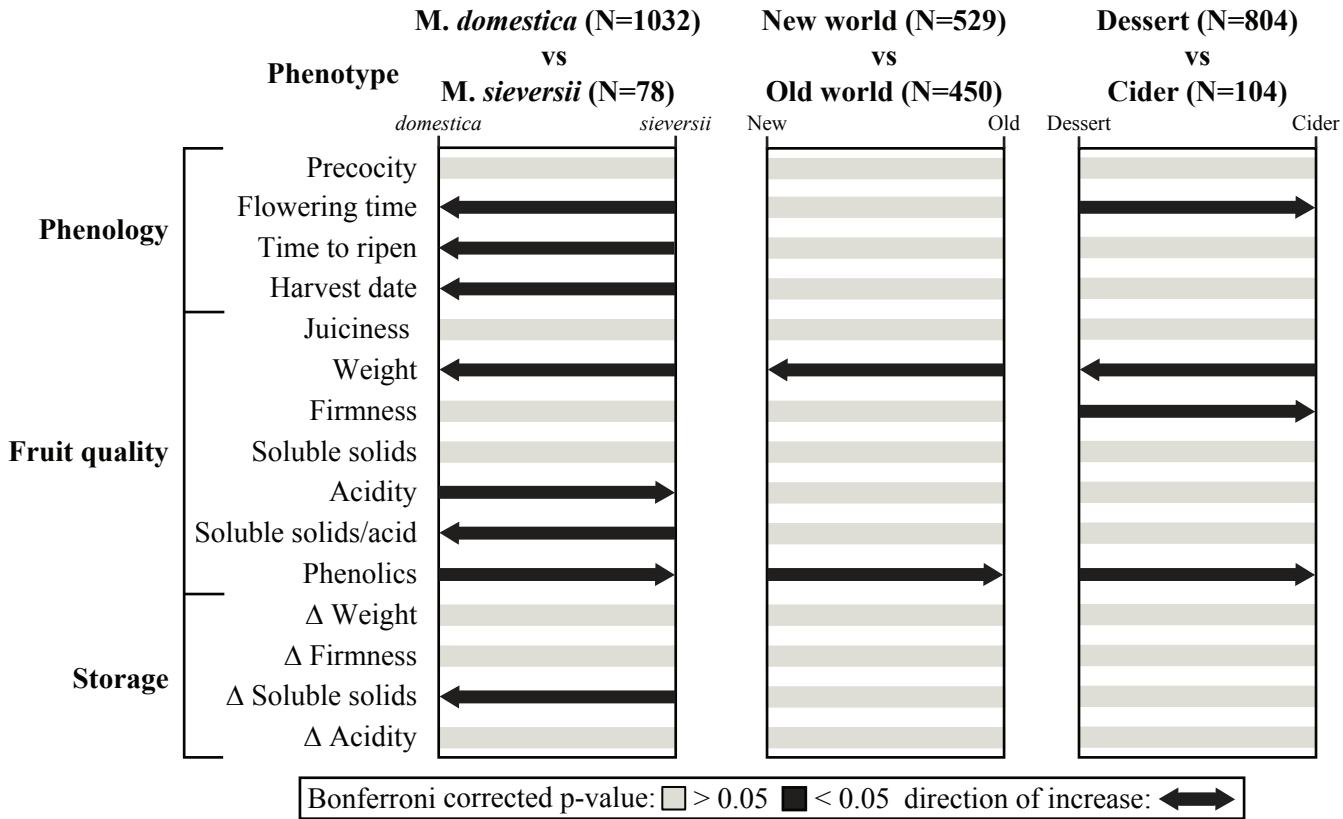 M. domestica (N=1032)
vs
M. sieversii (N=78)
New world (N=529)
vs
Old world (N=450)
Dessert (N=804)
vs
Cider (N=104)
Phenotype
domestica
sieversii
New
Old
Dessert
Cider
Phenology
Precocity
Flowering time
Time to ripen
Harvest date
Fruit quality
Juiciness
Weight
Firmness
Soluble solids
Acidity
Soluble solids/acid
Phenolics
Storage
Δ Weight
Δ Firmness
Δ Soluble solids
Δ Acidity
Bonferroni corrected p-value: > 0.05 < 0.05 direction of increase: